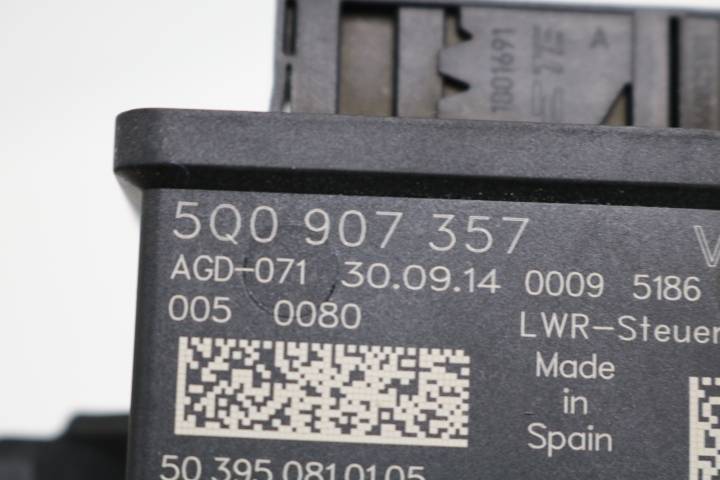 1001691
STE
A
5Q0 907 357
AGD-071 30.09.14 0009 5186
005 0080
LWR-Steuer
Made
in
Spain
50.395.0810105